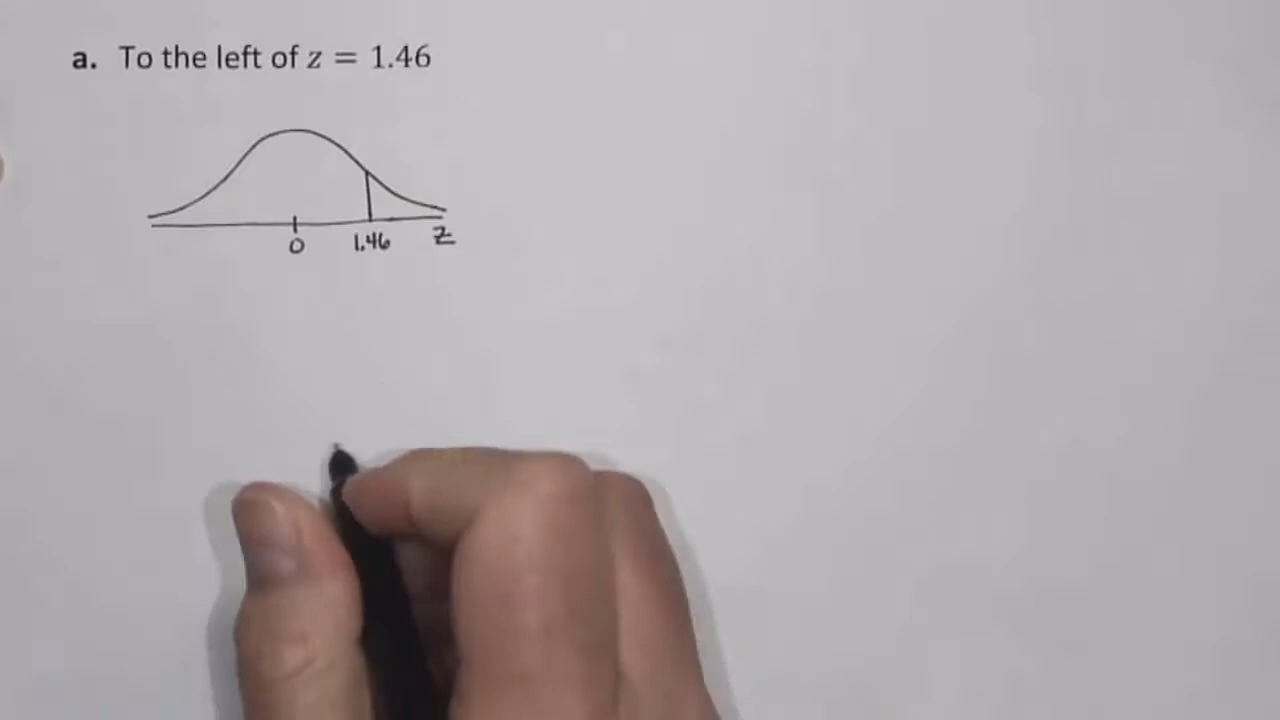 a. To the left of z = 1.46
0 1.46 Z